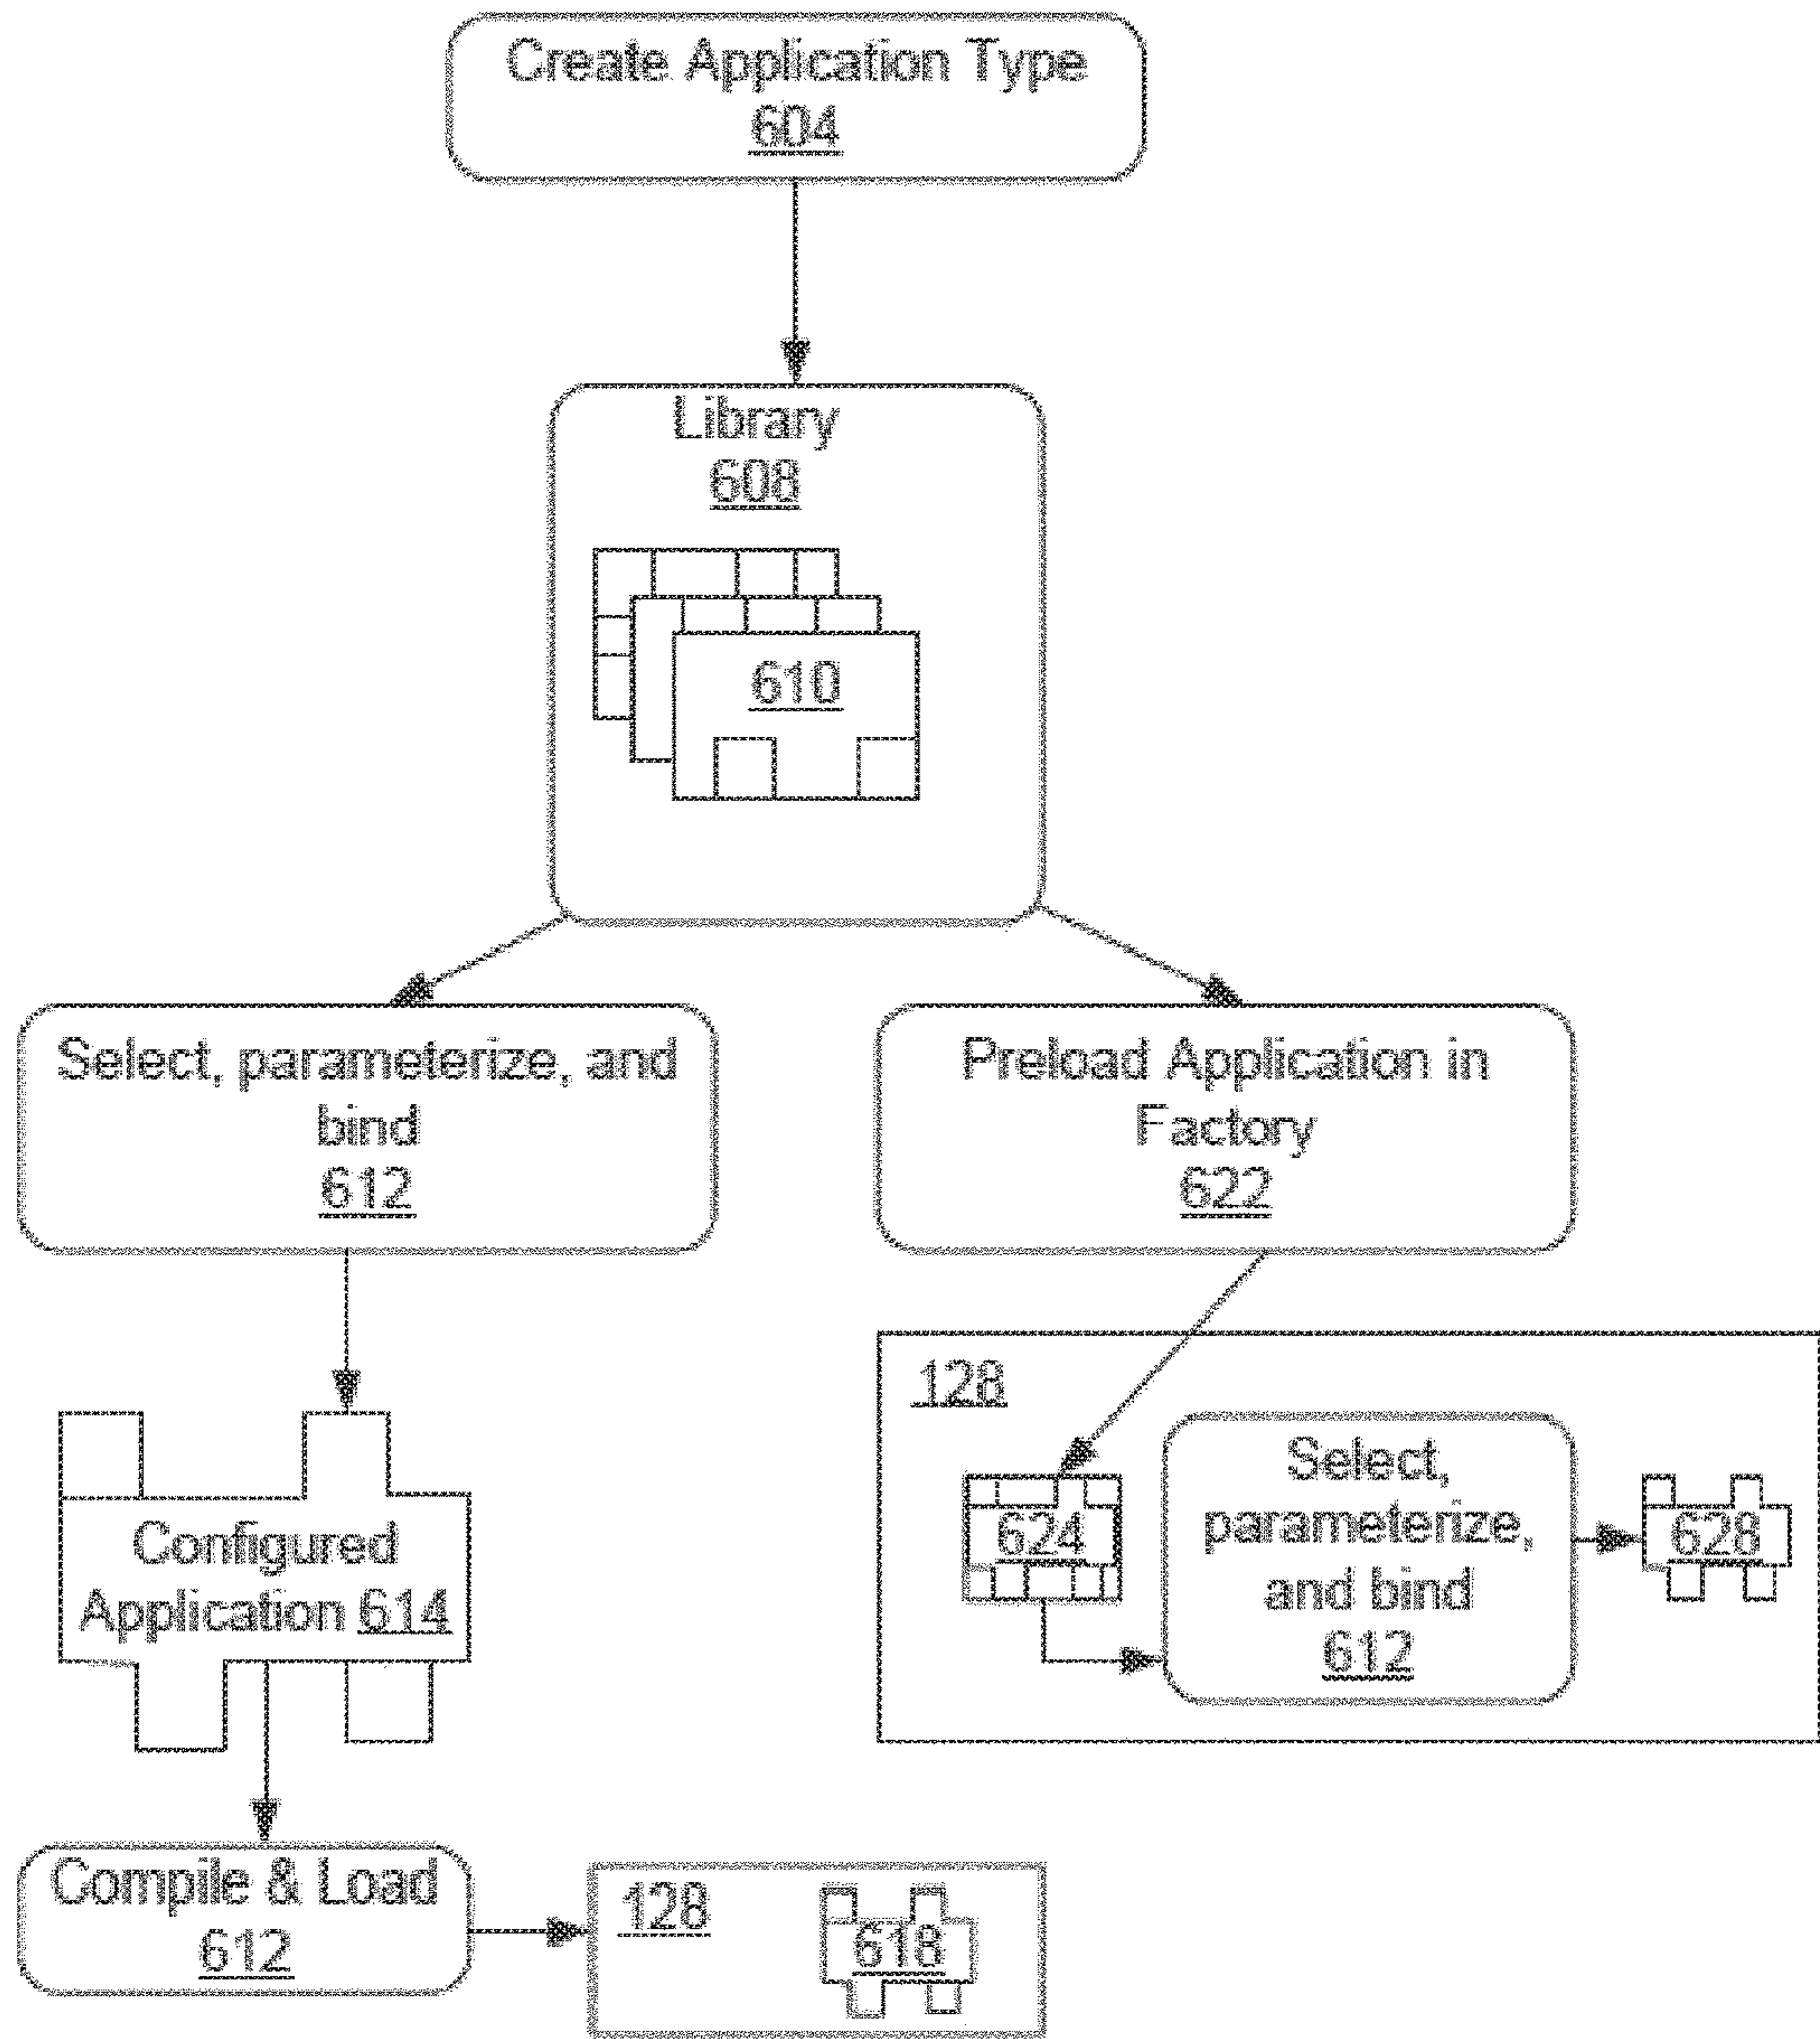 Create Application Type
604
Library
608
610
Select, parameterize, and
bind
612
Preload Application in
Factory
622
128
Select,
parameterize,
and bind
612
624
628
Configured
Application 614
Compile & Load
612
128
618